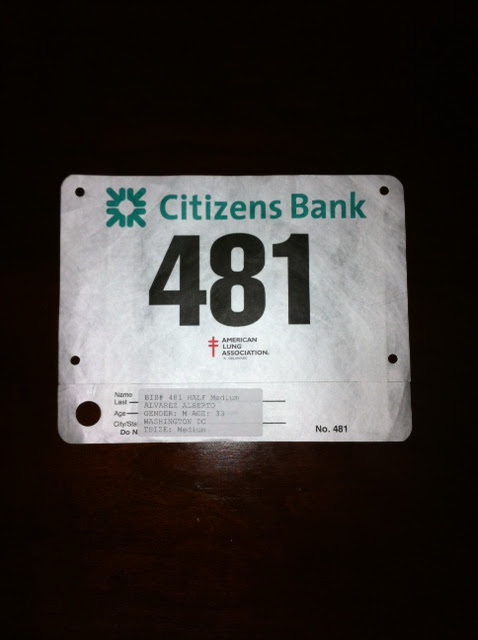 Citizens Bank
481
AMERICAN
LUNG
ASSOCIATION®
Name
Last
Age
City/Sta
Do N
BIB# 481 HALF Medium
ALVAREZ ALBERTO
GENDER: M AGE: 33
WASHINGTON DC
TSIZE: Medium
No. 481